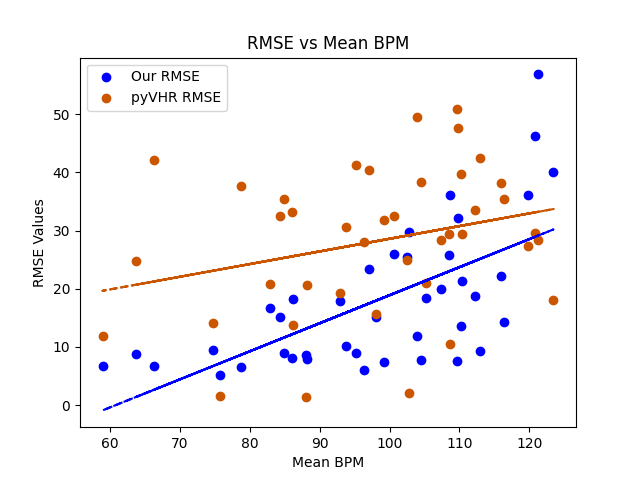 RMSE vs Mean BPM
Our RMSE
pyVHR RMSE
50
40
30
20
10
0
RMSE Values
60 70 80 90 100 110 120
Mean BPM